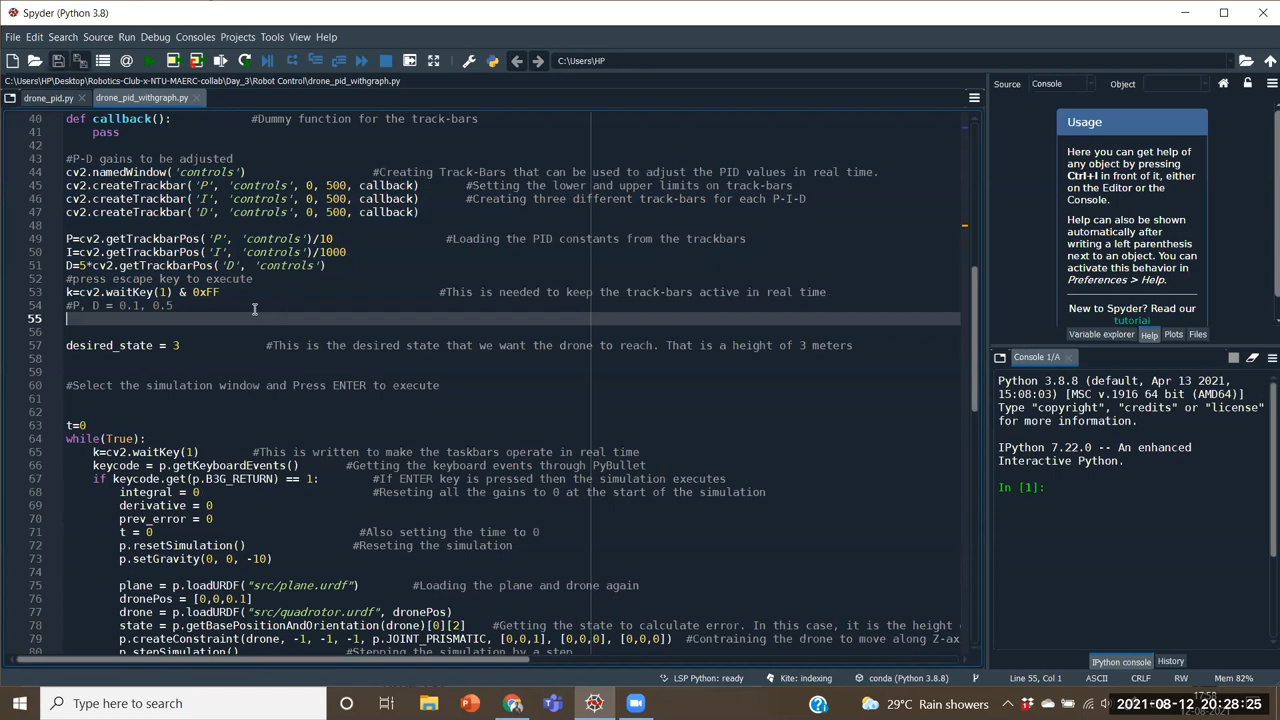 Spyder (Python 3.8)
File Edit Search Source Run Debug Consoles Projects Tools View Help
C:\Users\HP
C:\Users\HP\Desktop\Robotics-Club-x-NTU-MAERC-collab\Day_3\Robot Control\drone_pid_withgraph.py
drone_pid.py drone_pid_withgraph.py
40 def callback(): #Dummy function for the track-bars
41 pass
42
43 #P-D gains to be adjusted
44 cv2.namedWindow('controls') #Creating Track-Bars that can be used to adjust the PID values in real time.
45 cv2.createTrackbar('P', 'controls', 0, 500, callback) #Setting the lower and upper limits on track-bars
46 cv2.createTrackbar('I', 'controls', 0, 500, callback) #Creating three different track-bars for each P-I-D
47 cv2.createTrackbar('D', 'controls', 0, 500, callback)
48
49 P=cv2.getTrackbarPos('P', 'controls')/10 #Loading the PID constants from the trackbars
50 I=cv2.getTrackbarPos('I', 'controls')/1000
51 D=5*cv2.getTrackbarPos('D', 'controls')
52 #press escape key to execute
53 k=cv2.waitKey(1) & 0xFF #This is needed to keep the track-bars active in real time
54 #P, D = 0.1, 0.5
55
56
57 desired_state = 3 #This is the desired state that we want the drone to reach. That is a height of 3 meters
58
59
60 #Select the simulation window and Press ENTER to execute
61
62
63 t=0
64 while(True):
65 k=cv2.waitKey(1) #This is written to make the taskbars operate in real time
66 keycode = p.getKeyboardEvents() #Getting the keyboard events through PyBullet
67 if keycode.get(p.B3G_RETURN) == 1: #If ENTER key is pressed then the simulation executes
68 integral = 0 #Reseting all the gains to 0 at the start of the simulation
69 derivative = 0
70 prev_error = 0
71 t = 0 #Also setting the time to 0
72 p.resetSimulation() #Reseting the simulation
73 p.setGravity(0, 0, -10)
74
75 plane = p.loadURDF("src/plane.urdf") #Loading the plane and drone again
76 dronePos = [0,0,0.1]
77 drone = p.loadURDF("src/quadrotor.urdf", dronePos)
78 state = p.getBasePositionAndOrientation(drone)[0][2] #Getting the state to calculate error. In this case, it is the height o
79 p.createConstraint(drone, -1, -1, -1, p.JOINT_PRISMATIC, [0,0,1], [0,0,0], [0,0,0]) #Contraining the drone to move along Z-ax
80 p.stepSimulation() #Stepping the simulation by a step
Source Console Object
Usage
Here you can get help of
any object by pressing
Ctrl+I in front of it, either
on the Editor or the
Console.
Help can also be shown
automatically after
writing a left parenthesis
next to an object. You can
activate this behavior in
Preferences > Help.
New to Spyder? Read our
tutorial
Variable explorer Help Plots Files
Console 1/A
Python 3.8.8 (default, Apr 13 2021,
15:08:03) [MSC v.1916 64 bit (AMD64)]
Type "copyright", "credits" or "license"
for more information.
IPython 7.22.0 -- An enhanced
Interactive Python.
In [1]:
IPython console History
LSP Python: ready Kite: indexing conda (Python 3.8.8) Line 55, Col 1 ASCII CRLF RW Mem 82%
Type here to search
29°C Rain showers
17:58
12-08-2021
2021-08-12 20:28:25